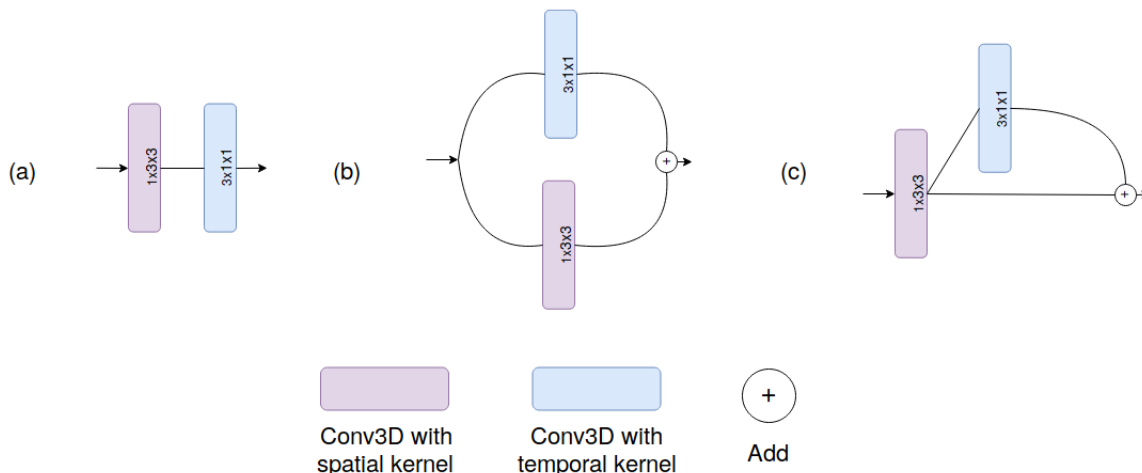 (a)
1x3x3
3x1x1
(b)
3x1x1
1x3x3
+
(c)
1x3x3
3x1x1
+
+
Conv3D with
spatial kernel
Conv3D with
temporal kernel
Add